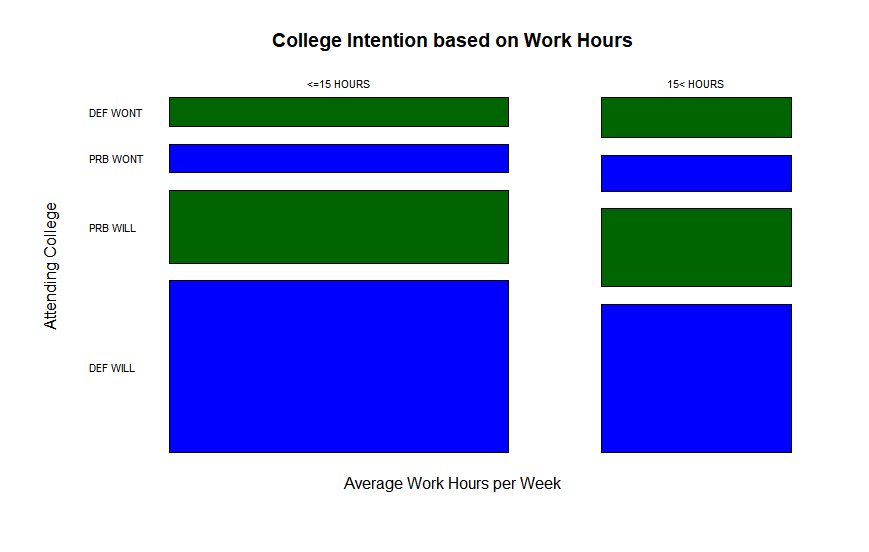 College Intention based on Work Hours
<=15 HOURS
15< HOURS
DEF WONT
PRB WONT
PRB WILL
DEF WILL
Attending College
Average Work Hours per Week